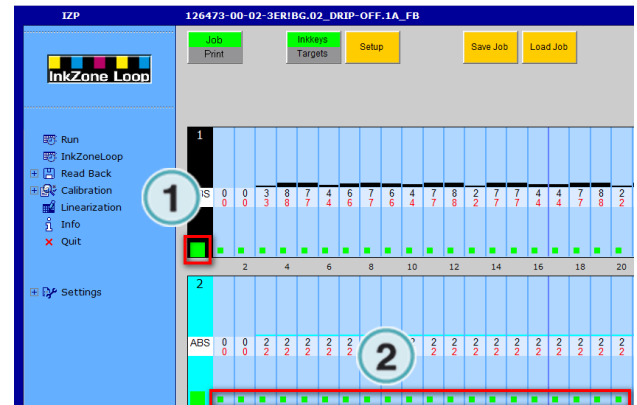 IZP
126473-00-02-3ER!BG.02_DRIP-OFF.1A_FB
Job
Print
Inkkeys
Targets
Setup
Save Job
Load Job
InkZone Loop
Run
InkZoneLoop
Read Back
Calibration
Linearization
Info
Quit
Settings
1
1
0 0 3 8 7 4 6 7 6 4 7 8 2 7 7 4 4 7 8 2
0 0 3 8 7 4 6 7 6 4 7 8 2 7 7 4 4 7 8 2
2 4 6 8 10 12 14 16 18 20
2
ABS 0 0 2 2 2 2 2 2 2 2 2 2 2 2 2 2 2
0 0 2 2 2 2 2 2 2 2 2 2 2 2 2 2 2
2